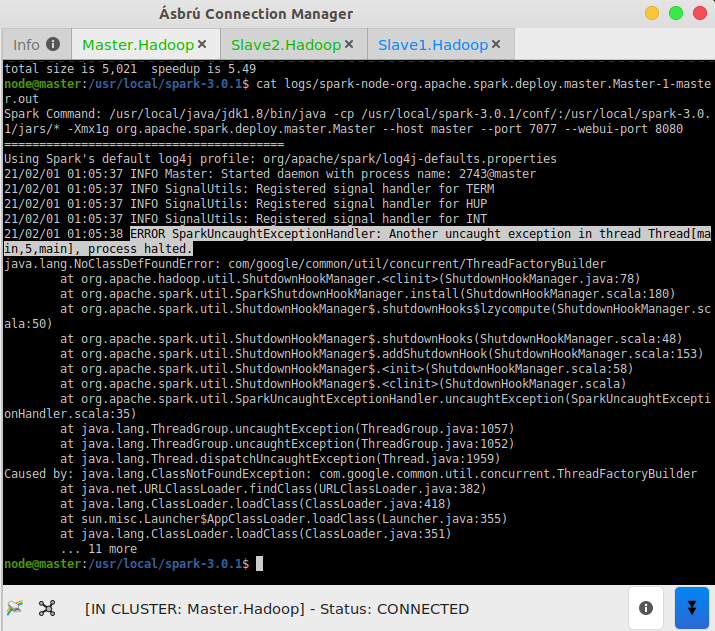 Ásbrú Connection Manager
Info
Master.Hadoop
Slave2.Hadoop
Slave1.Hadoop
total size is 5,021  speedup is 5.49
node@master:/usr/local/spark-3.0.1$ cat logs/spark-node-org.apache.spark.deploy.master.Master-1-maste
r.out
Spark Command: /usr/local/java/jdk1.8/bin/java -cp /usr/local/spark-3.0.1/conf/:/usr/local/spark-3.0.
1/jars/* -Xmx1g org.apache.spark.deploy.master.Master --host master --port 7077 --webui-port 8080
========================================
Using Spark's default log4j profile: org/apache/spark/log4j-defaults.properties
21/02/01 01:05:37 INFO Master: Started daemon with process name: 2743@master
21/02/01 01:05:37 INFO SignalUtils: Registered signal handler for TERM
21/02/01 01:05:37 INFO SignalUtils: Registered signal handler for HUP
21/02/01 01:05:37 INFO SignalUtils: Registered signal handler for INT
21/02/01 01:05:38 ERROR SparkUncaughtExceptionHandler: Another uncaught exception in thread Thread[ma
in,5,main], process halted.
java.lang.NoClassDefFoundError: com/google/common/util/concurrent/ThreadFactoryBuilder
        at org.apache.hadoop.util.ShutdownHookManager.<clinit>(ShutdownHookManager.java:78)
        at org.apache.spark.util.SparkShutdownHookManager.install(ShutdownHookManager.scala:180)
        at org.apache.spark.util.ShutdownHookManager$.shutdownHooks$lzycompute(ShutdownHookManager.sc
ala:50)
        at org.apache.spark.util.ShutdownHookManager$.shutdownHooks(ShutdownHookManager.scala:48)
        at org.apache.spark.util.ShutdownHookManager$.addShutdownHook(ShutdownHookManager.scala:153)
        at org.apache.spark.util.ShutdownHookManager$.<init>(ShutdownHookManager.scala:58)
        at org.apache.spark.util.ShutdownHookManager$.<clinit>(ShutdownHookManager.scala)
        at org.apache.spark.util.SparkUncaughtExceptionHandler.uncaughtException(SparkUncaughtExcepti
onHandler.scala:35)
        at java.lang.ThreadGroup.uncaughtException(ThreadGroup.java:1057)
        at java.lang.ThreadGroup.uncaughtException(ThreadGroup.java:1052)
        at java.lang.Thread.dispatchUncaughtException(Thread.java:1959)
Caused by: java.lang.ClassNotFoundException: com.google.common.util.concurrent.ThreadFactoryBuilder
        at java.net.URLClassLoader.findClass(URLClassLoader.java:382)
        at java.lang.ClassLoader.loadClass(ClassLoader.java:418)
        at sun.misc.Launcher$AppClassLoader.loadClass(Launcher.java:355)
        at java.lang.ClassLoader.loadClass(ClassLoader.java:351)
        ... 11 more
node@master:/usr/local/spark-3.0.1$
[IN CLUSTER: Master.Hadoop] - Status: CONNECTED